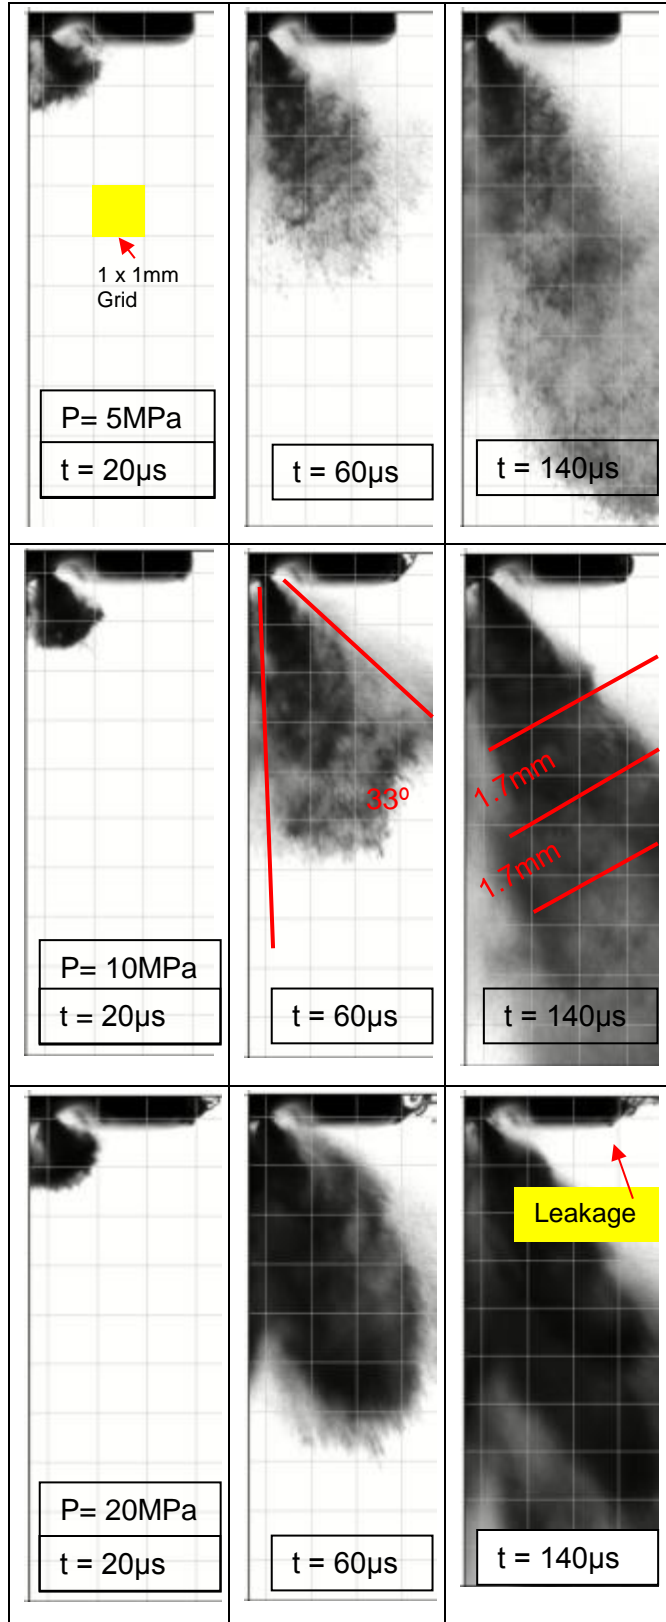 1 x 1mm
Grid
P= 5MPa
t = 20µs
t = 60µs
t = 140µs
33º
1.7mm
1.7mm
P= 10MPa
t = 20µs
t = 60µs
t = 140µs
Leakage
P= 20MPa
t = 20µs
t = 60µs
t = 140µs